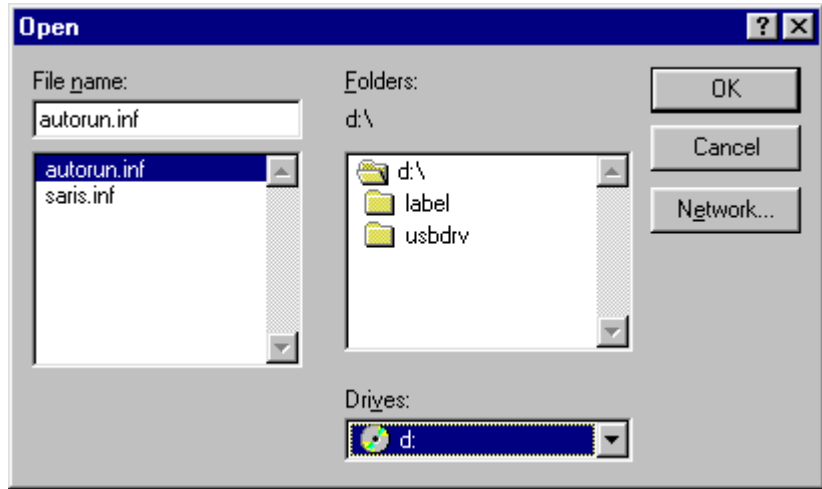 Open
File name:
autorun.inf
autorun.inf
saris.inf
Folders:
d:\
d:\
label
usbdrv
Drives:
d:
OK
Cancel
Network...